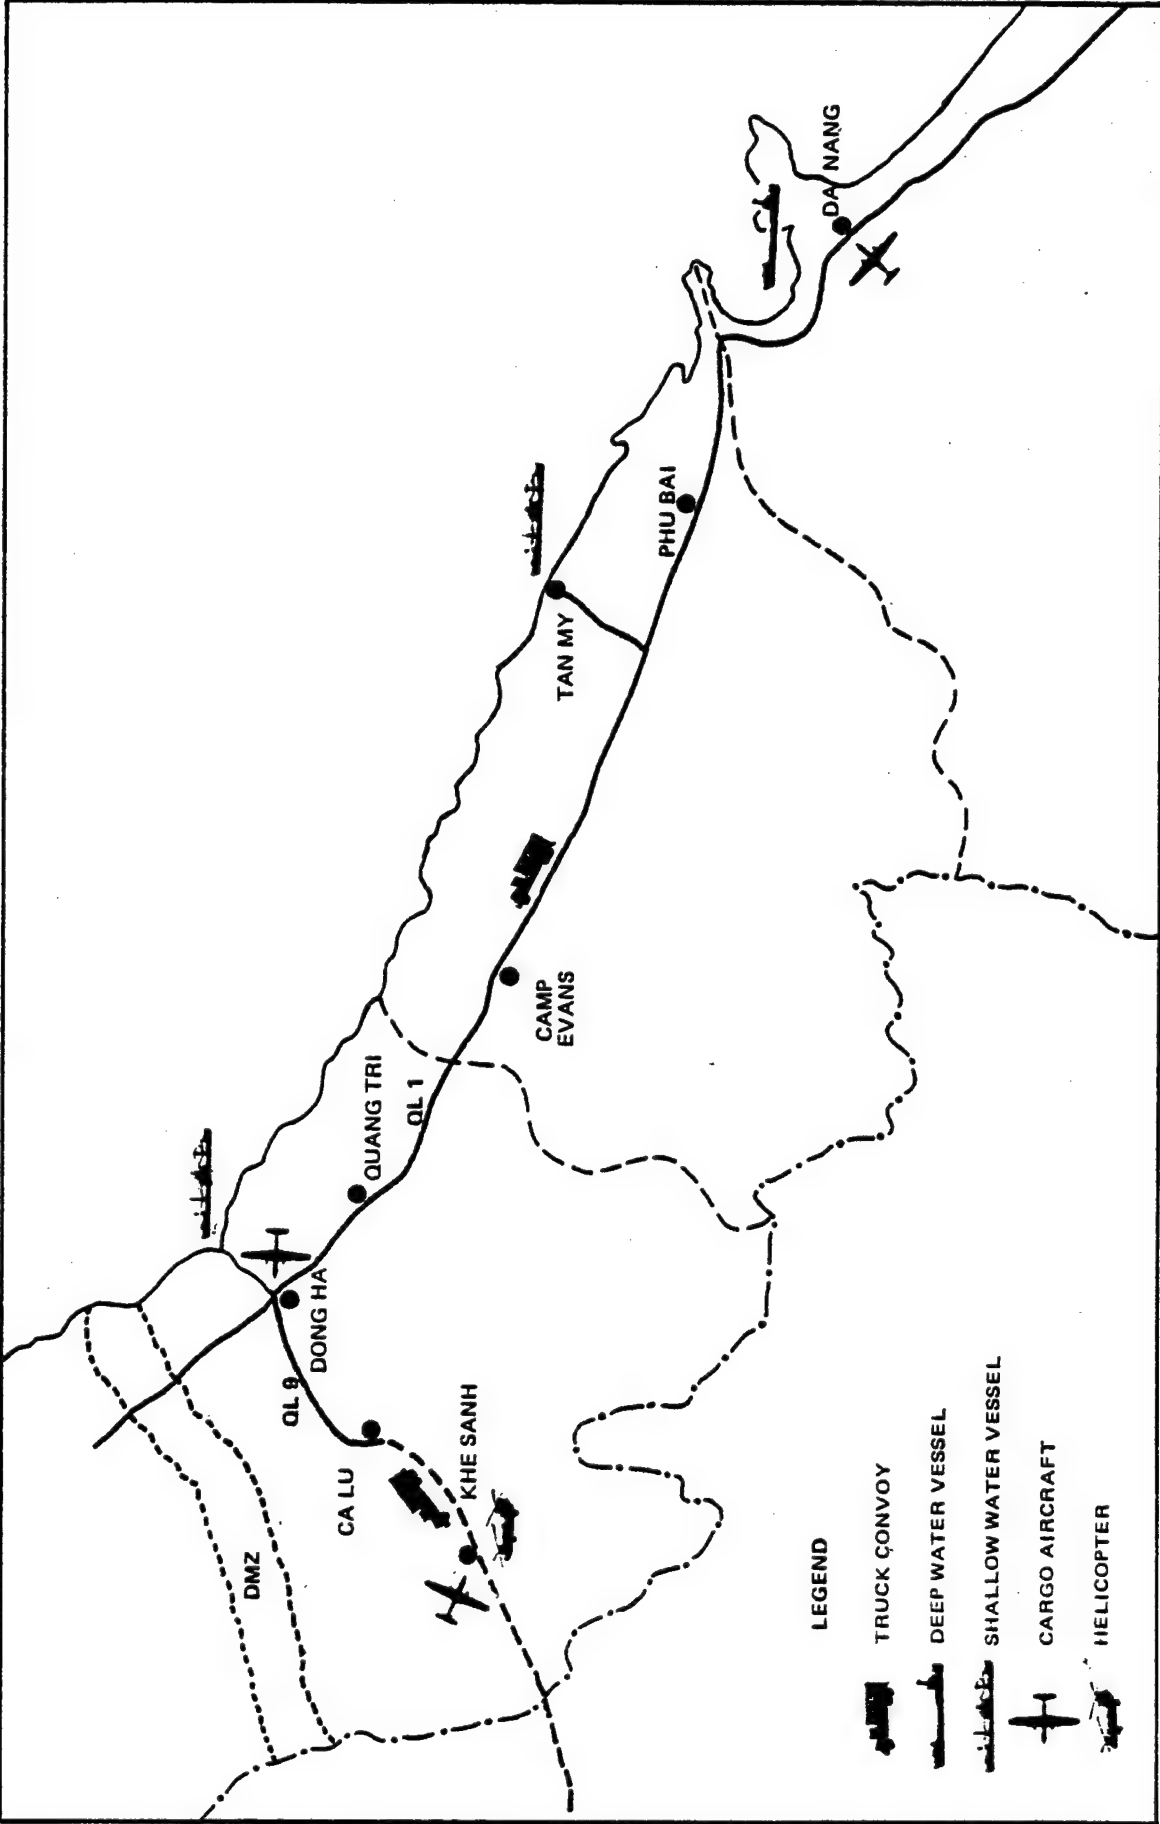 DMZ
CA LU
QL 9
DONG HA
KHE SANH
QUANG TRI
QL 1
CAMP
EVANS
TAN MY
PHU BAI
DA NANG
LEGEND
TRUCK CONVOY
DEEP WATER VESSEL
SHALLOW WATER VESSEL
CARGO AIRCRAFT
HELICOPTER